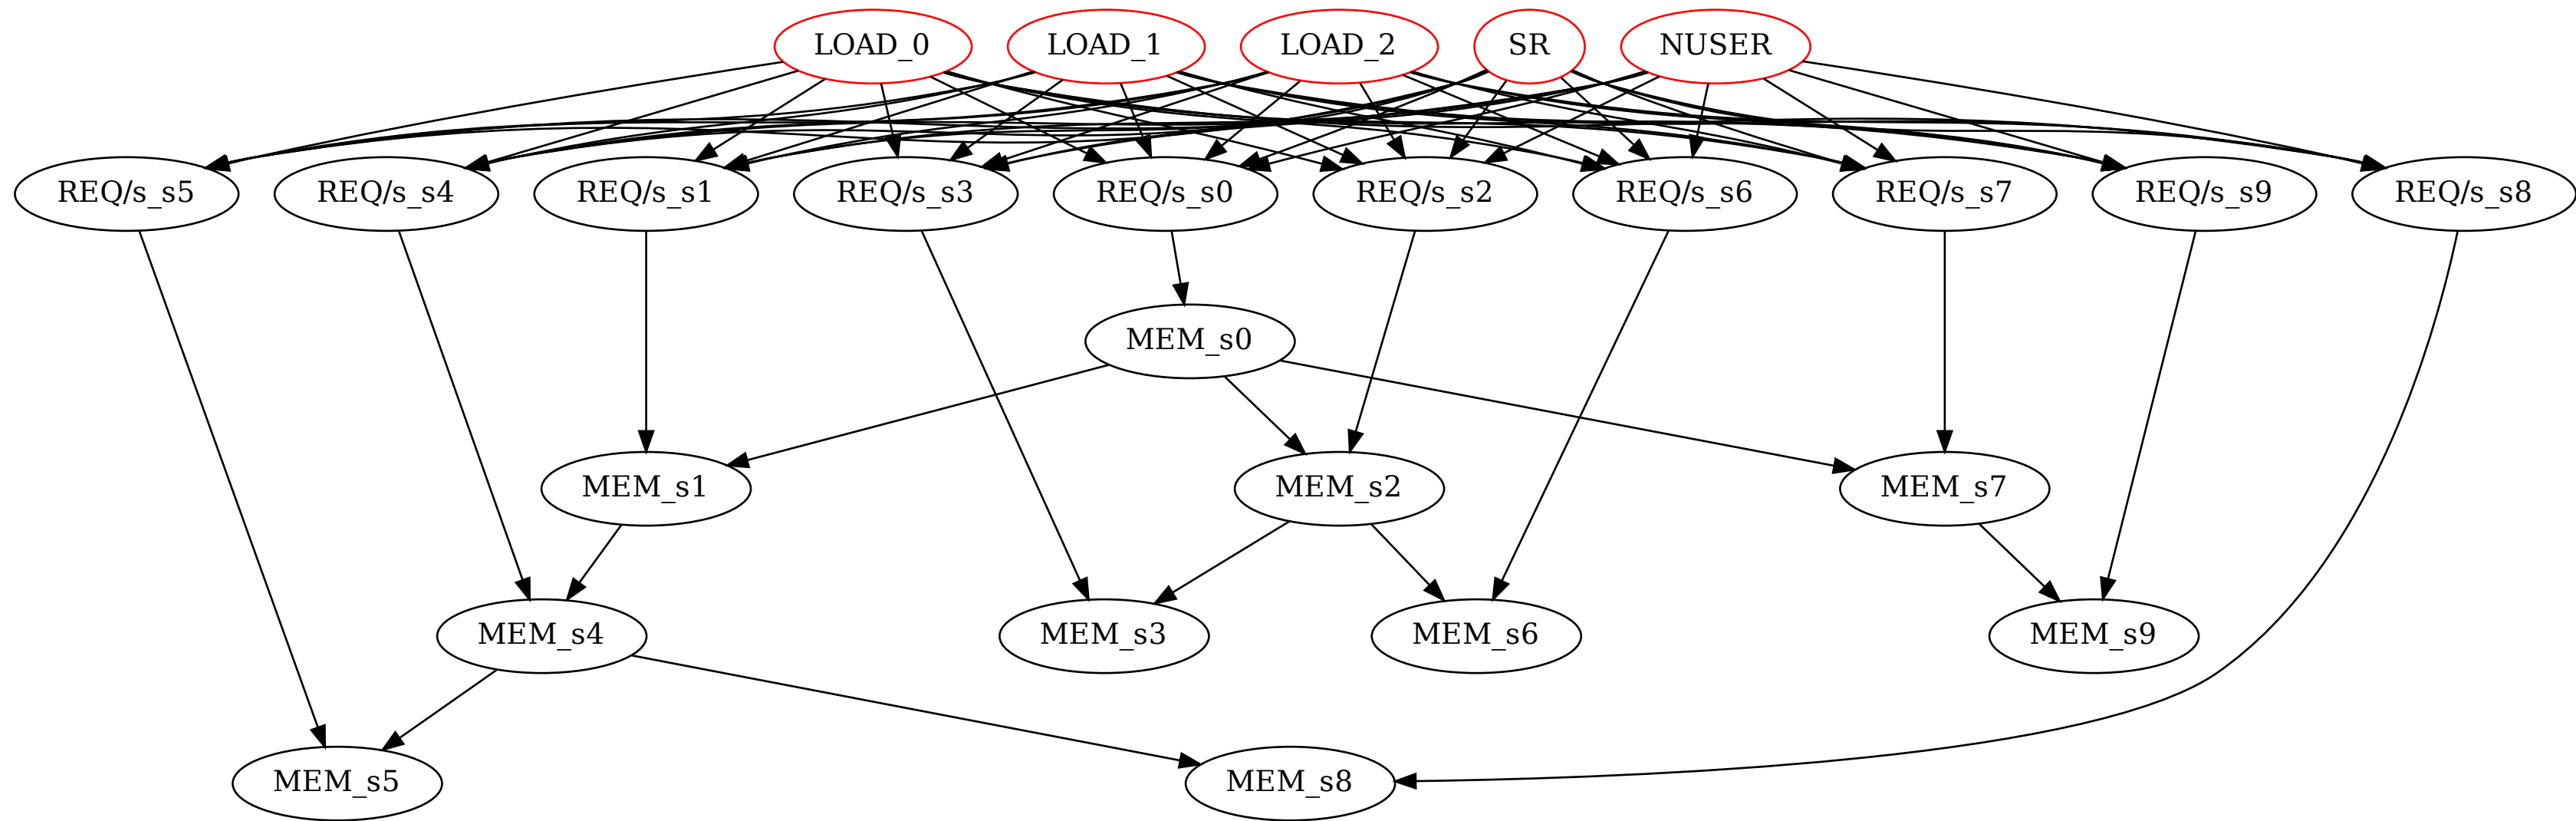 LOAD_0 LOAD_1 LOAD_2 SR NUSER
REQ/s_s5 REQ/s_s4 REQ/s_s1 REQ/s_s3 REQ/s_s0 REQ/s_s2 REQ/s_s6 REQ/s_s7 REQ/s_s9 REQ/s_s8
MEM_s0
MEM_s1 MEM_s2 MEM_s7
MEM_s4 MEM_s3 MEM_s6 MEM_s9
MEM_s5 MEM_s8